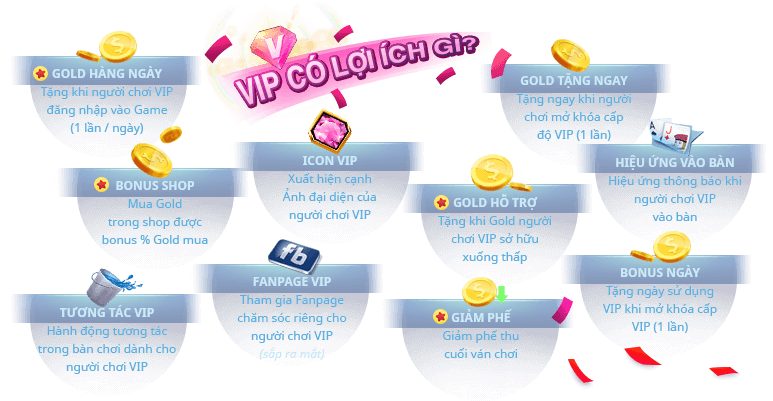 V
VIP CÓ LỢI ÍCH GÌ?
GOLD HÀNG NGÀY
Tặng khi người chơi VIP
đăng nhập vào Game
(1 lần / ngày)
GOLD TẶNG NGAY
Tặng ngay khi người
chơi mở khóa cấp
độ VIP (1 lần)
BONUS SHOP
Mua Gold
trong shop được
bonus % Gold mua
ICON VIP
Xuất hiện cạnh
Ảnh đại diện của
người chơi VIP
GOLD HỖ TRỢ
Tặng khi Gold người
chơi VIP sở hữu
xuống thấp
A J
HIỆU ỨNG VÀO BÀN
Hiệu ứng thông báo khi
người chơi VIP
vào bàn
TƯƠNG TÁC VIP
Hành động tương tác
trong bàn chơi dành cho
người chơi VIP
fb
FANPAGE VIP
Tham gia Fanpage
chăm sóc riêng cho
người chơi VIP
(sắp ra mắt)
GIẢM PHẾ
Giảm phế thu
cuối ván chơi
BONUS NGÀY
Tặng ngày sử dụng
VIP khi mở khóa cấp
VIP (1 lần)